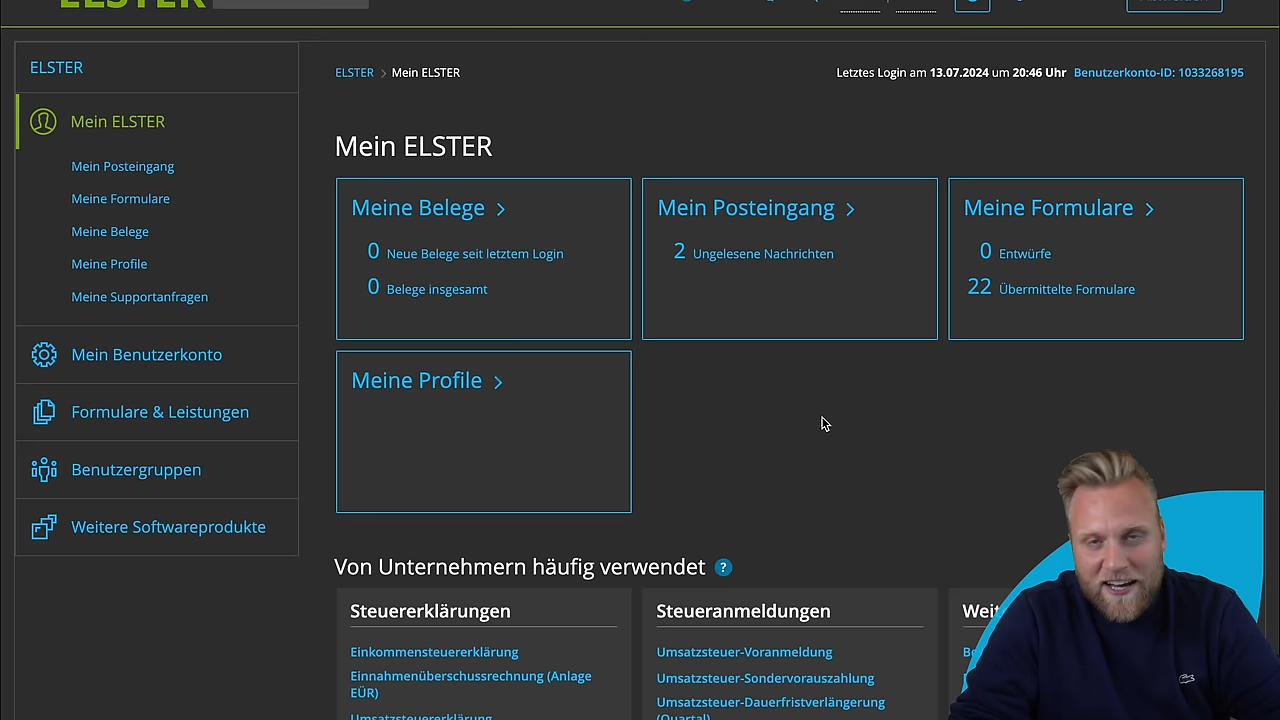 ELSTER
ELSTER
Mein ELSTER
Mein Posteingang
Meine Formulare
Meine Belege
Meine Profile
Meine Supportanfragen
Mein Benutzerkonto
Formulare & Leistungen
Benutzergruppen
Weitere Softwareprodukte
ELSTER > Mein ELSTER
Letztes Login am 13.07.2024 um 20:46 Uhr Benutzerkonto-ID: 1033268195
Mein ELSTER
Meine Belege >
0 Neue Belege seit letztem Login
0 Belege insgesamt
Mein Posteingang >
2 Ungelesene Nachrichten
Meine Formulare >
0 Entwürfe
22 Übermittelte Formulare
Meine Profile >
Von Unternehmern häufig verwendet ?
Steuererklärungen
Einkommensteuererklärung
Einnahmenüberschussrechnung (Anlage
EÜR)
Umsatzsteuererklärung
Steueranmeldungen
Umsatzsteuer-Voranmeldung
Umsatzsteuer-Sondervorauszahlung
Umsatzsteuer-Dauerfristverlängerung
(Quartal)